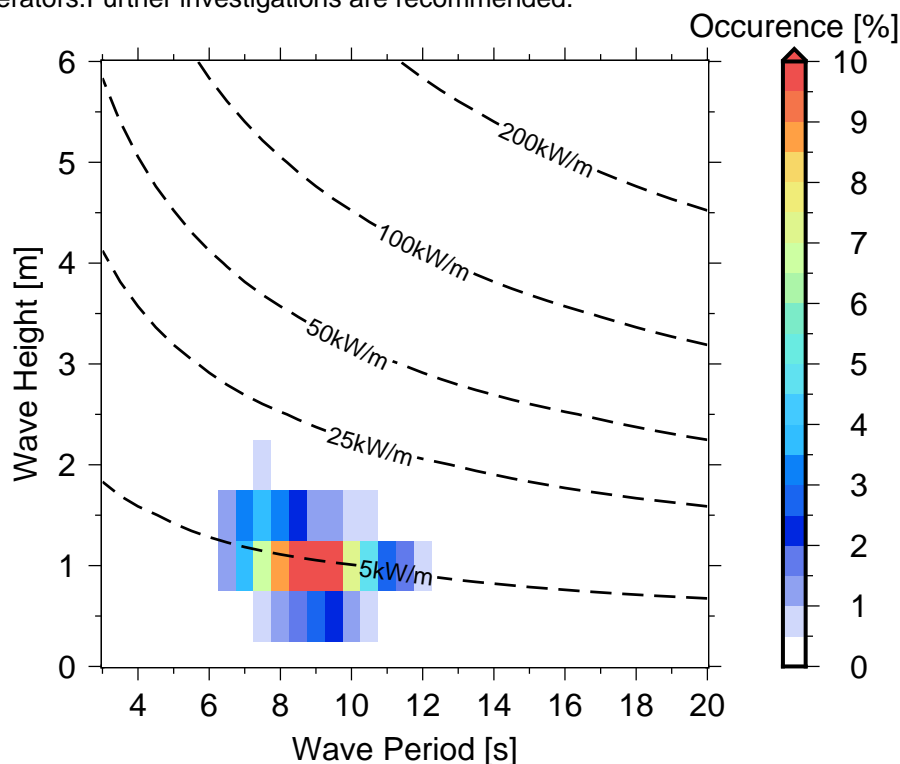 erators.Further investigations are recommended.
Occurence [%]
6
5
4
3
2
1
0
Wave Height [m]
200kW/m
100kW/m
50kW/m
25kW/m
5kW/m
4 6 8 10 12 14 16 18 20
Wave Period [s]
10
9
8
7
6
5
4
3
2
1
0